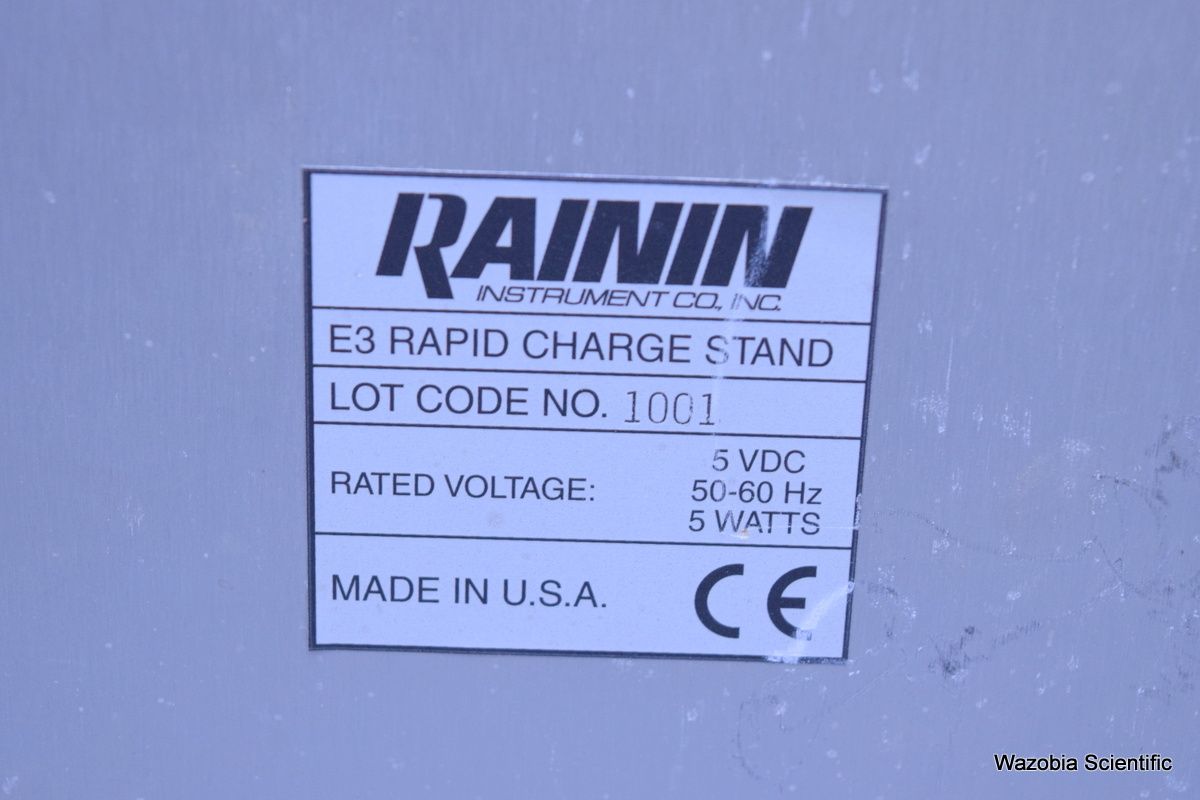 RAININ
INSTRUMENT CO., INC.
E3 RAPID CHARGE STAND
LOT CODE NO. 1001
RATED VOLTAGE:
5 VDC
50-60 Hz
5 WATTS
MADE IN U.S.A.
CE
Wazobia Scientific